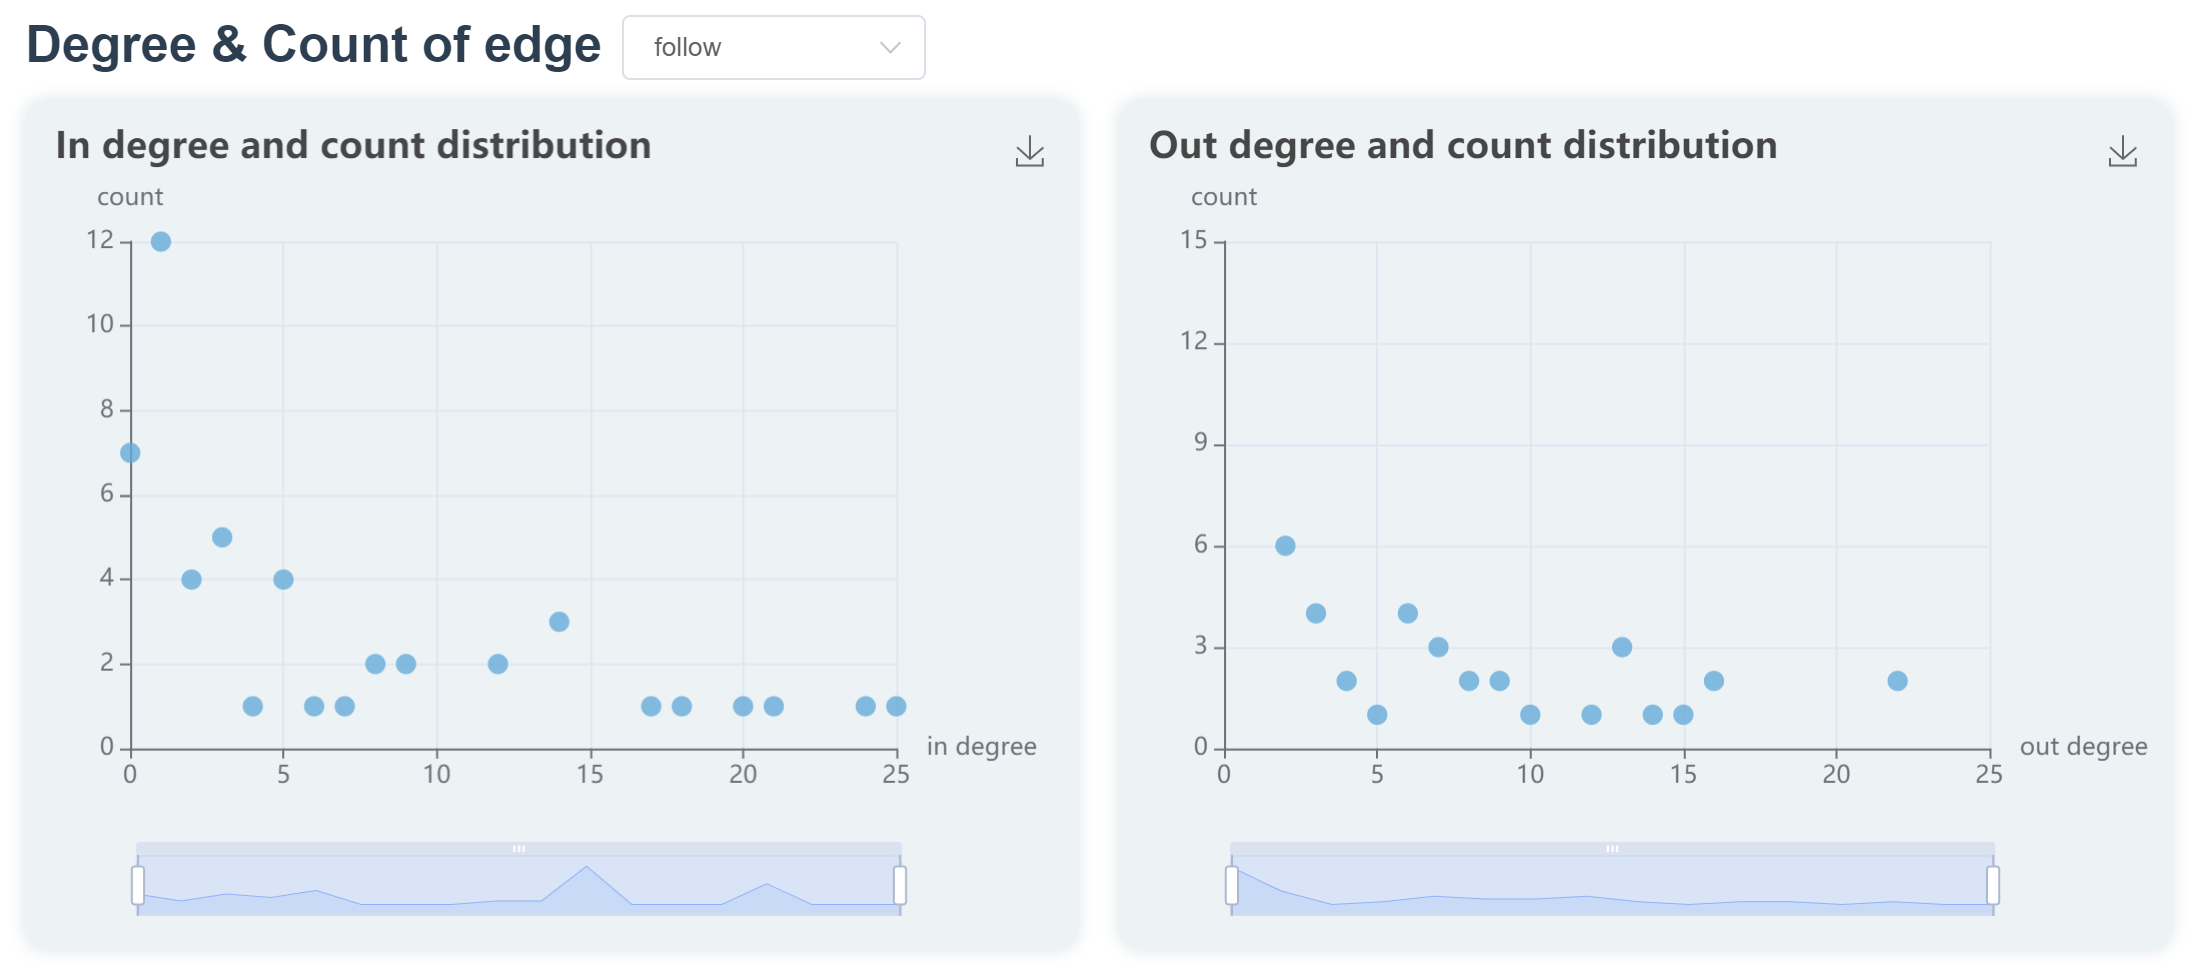 Degree & Count of edge
follow
In degree and count distribution
count
12
10
8
6
4
2
0
0 5 10 15 20 25
in degree
Out degree and count distribution
count
15
12
9
6
3
0
0 5 10 15 20 25
out degree